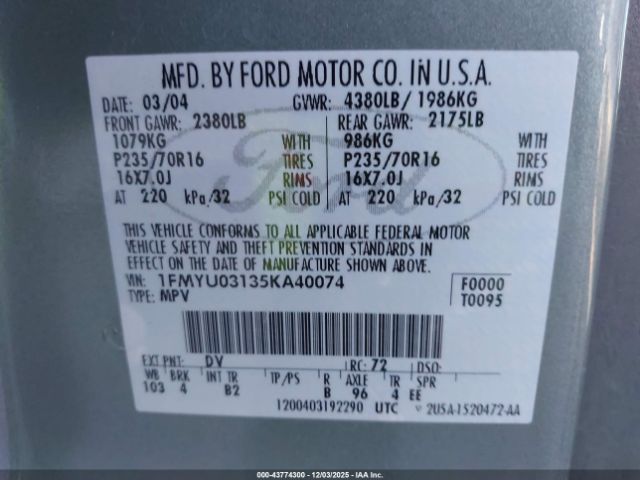 MFD. BY FORD MOTOR CO. IN U.S.A.
DATE: 03/04 GVWR: 4380LB/ 1986KG
FRONT GAWR: 2380LB REAR GAWR: 2175LB
1079KG WITH 986KG WITH
P235/70R16 TIRES P235/70R16 TIRES
16X7.0J RIMS 16X7.0J RIMS
AT 220 kPa/32 PSI COLD AT 220 kPa/32 PSI COLD
Ford
THIS VEHICLE CONFORMS TO ALL APPLICABLE FEDERAL MOTOR
VEHICLE SAFETY AND THEFT PREVENTION STANDARDS IN
EFFECT ON THE DATE OF MANUFACTURE SHOWN ABOVE.
VIN: 1FMYU03135KA40074 F0000
TYPE: MPV T0095
EXT PNT: DV RC: 72 DSO:
WB BRK INT TR TP/PS R AXLE TR SPR
103 4 B2 B 96 4 EE
1200403192290 UTC 2USA-1520472-AA
000-43774300 - 12/03/2025 - IAA Inc.